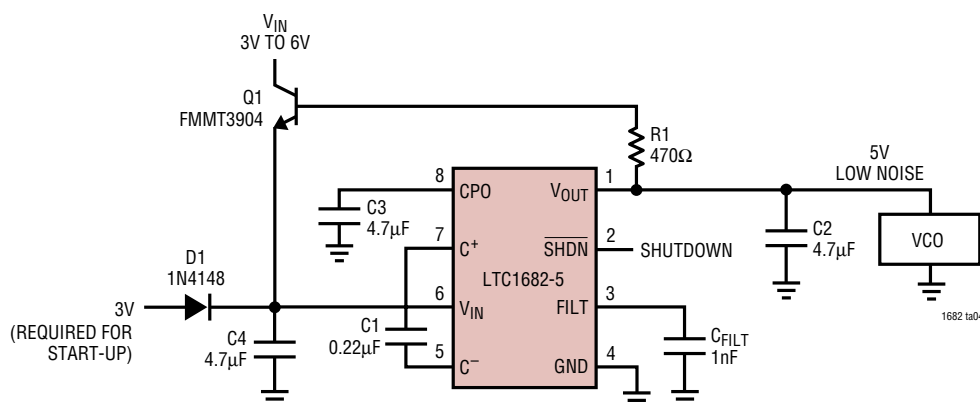 VIN
3V TO 6V
Q1
FMMT3904
R1
470Ω
5V
LOW NOISE
8
CPO
VOUT
1
C3
4.7µF
7
C+
SHDN
2
SHUTDOWN
C2
4.7µF
VCO
D1
1N4148
LTC1682-5
3V
(REQUIRED FOR
START-UP)
6
VIN
FILT
3
1682 ta04
C4
4.7µF
C1
0.22µF
5
C–
GND
4
CFILT
1nF